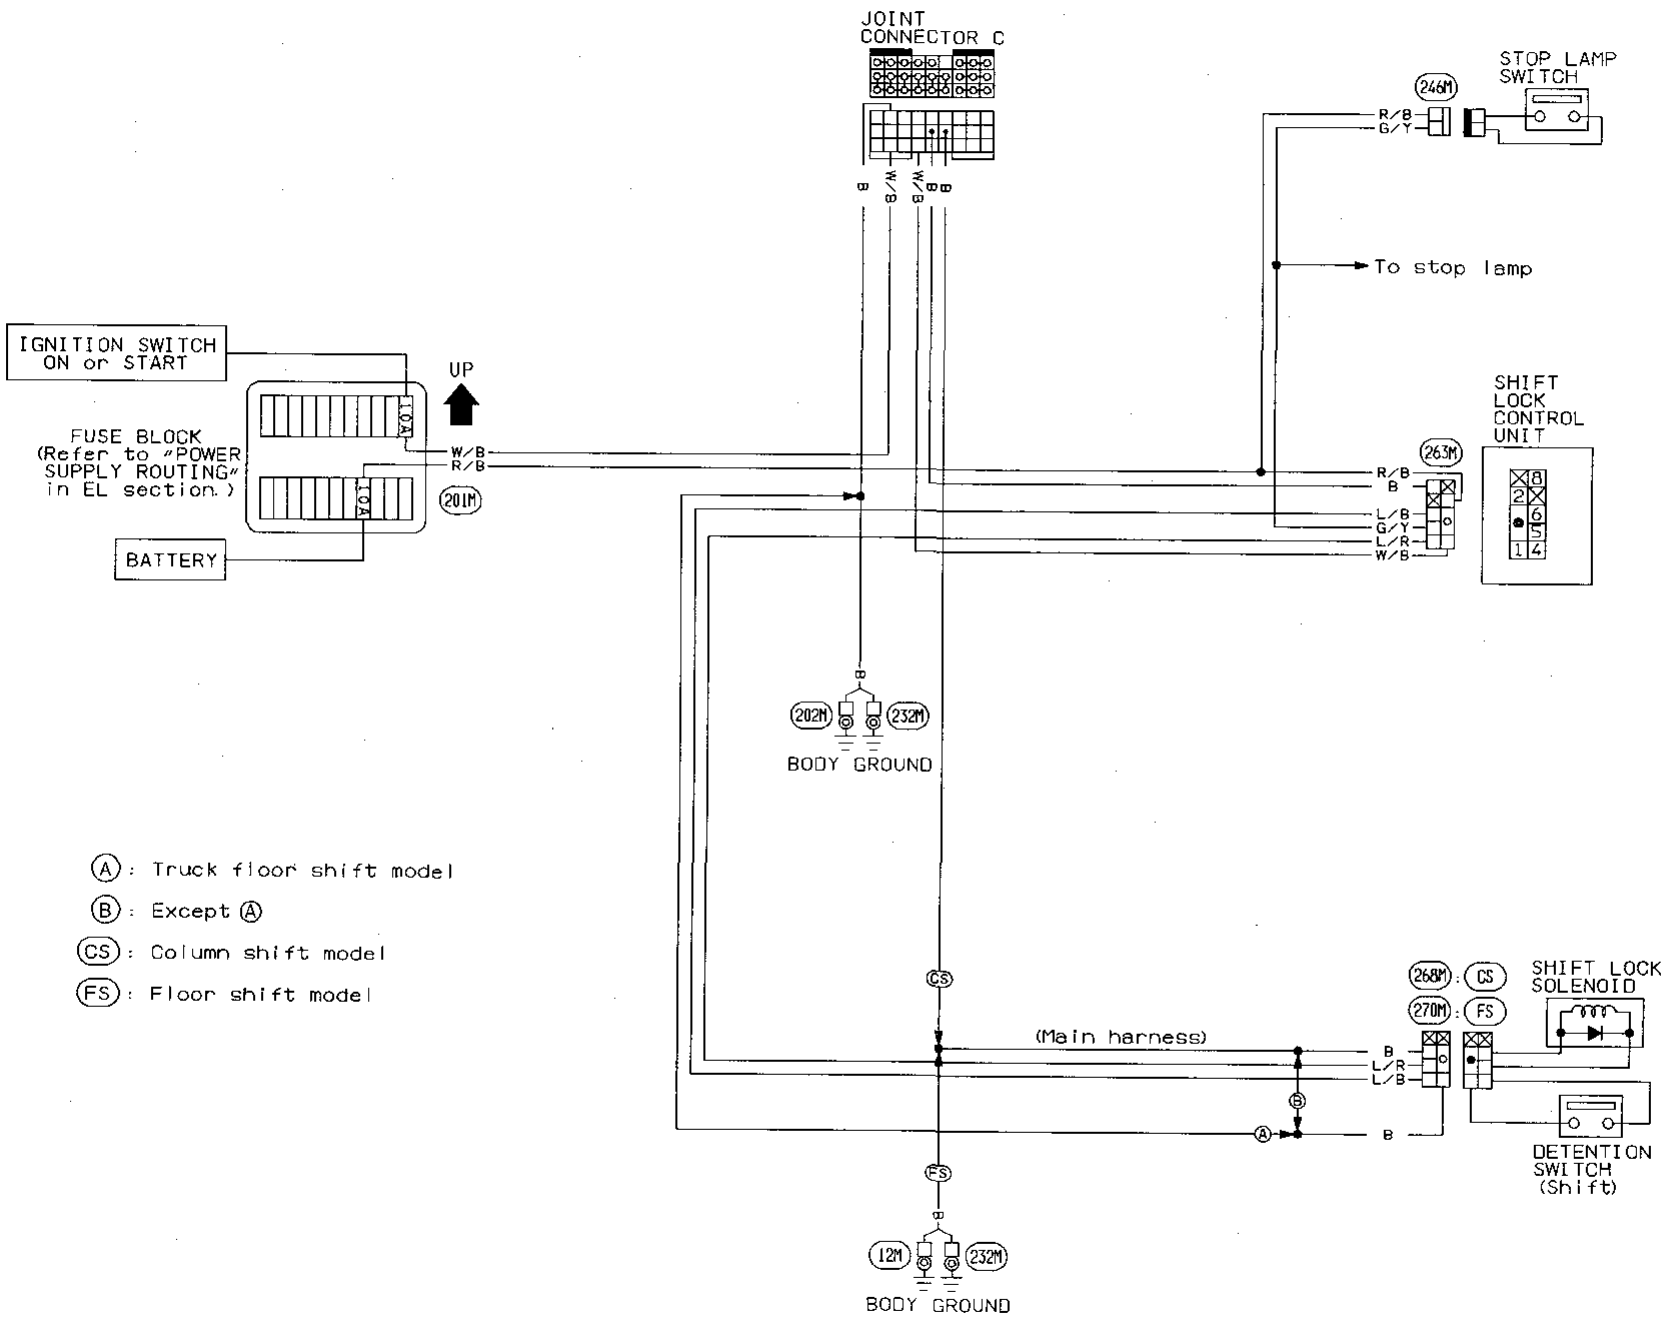 JOINT
CONNECTOR C
STOP LAMP
SWITCH
246M
R/B
G/Y
B
W/B
W/B
B
B
To stop lamp
IGNITION SWITCH
ON or START
UP
10A
FUSE BLOCK
(Refer to "POWER
SUPPLY ROUTING"
in EL section.)
W/B
R/B
201M
10A
BATTERY
SHIFT
LOCK
CONTROL
UNIT
263M
R/B
B
L/B
G/Y
L/R
W/B
8
2
6
5
1 4
B
202M
232M
BODY GROUND
A : Truck floor shift model
B : Except A
CS : Column shift model
FS : Floor shift model
CS
268M : CS
270M : FS
SHIFT LOCK
SOLENOID
(Main harness)
B
L/R
L/B
B
A
B
DETENTION
SWITCH
(Shift)
FS
B
12M
232M
BODY GROUND